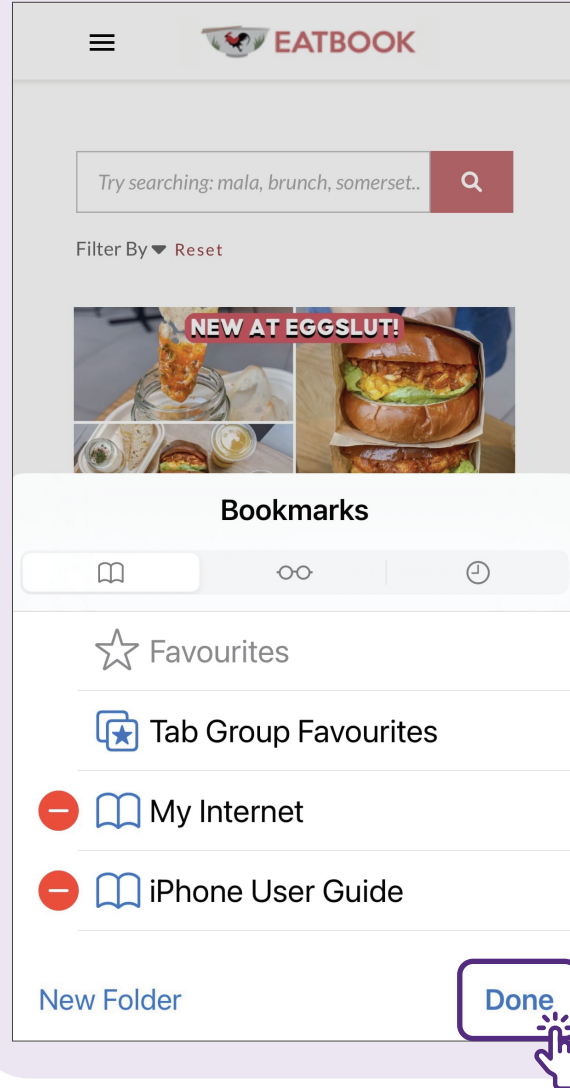 EATBOOK
Try searching: mala, brunch, somerset..
Filter By Reset
NEW AT EGGSLUT!
Bookmarks
Favourites
Tab Group Favourites
My Internet
iPhone User Guide
New Folder
Done